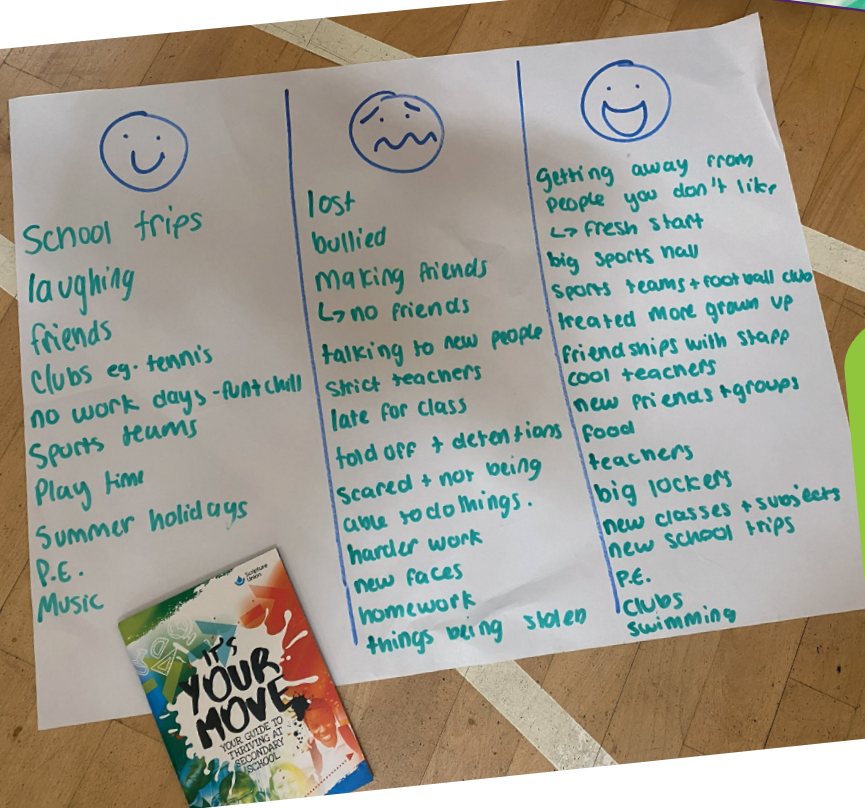 School trips
laughing
friends
Clubs eg. tennis
no work days - fun + chill
Sports teams
Play time
Summer holidays
P.E.
Music
lost
bullied
making friends
↳ no friends
talking to new people
strict teachers
late for class
told off + detentions
scared + not being
able to do things.
harder work
new faces
homework
things being stolen
getting away from
people you don't like
↳ fresh start
big sports hall
sports teams + football club
treated more grown up
friendships with staff
cool teachers
new friends + groups
food
teachers
big lockers
new classes + subjects
new school trips
P.E.
Clubs
swimming
Scripture
Union
IT'S
YOUR
MOVE
YOUR GUIDE TO
THRIVING AT
SECONDARY
SCHOOL